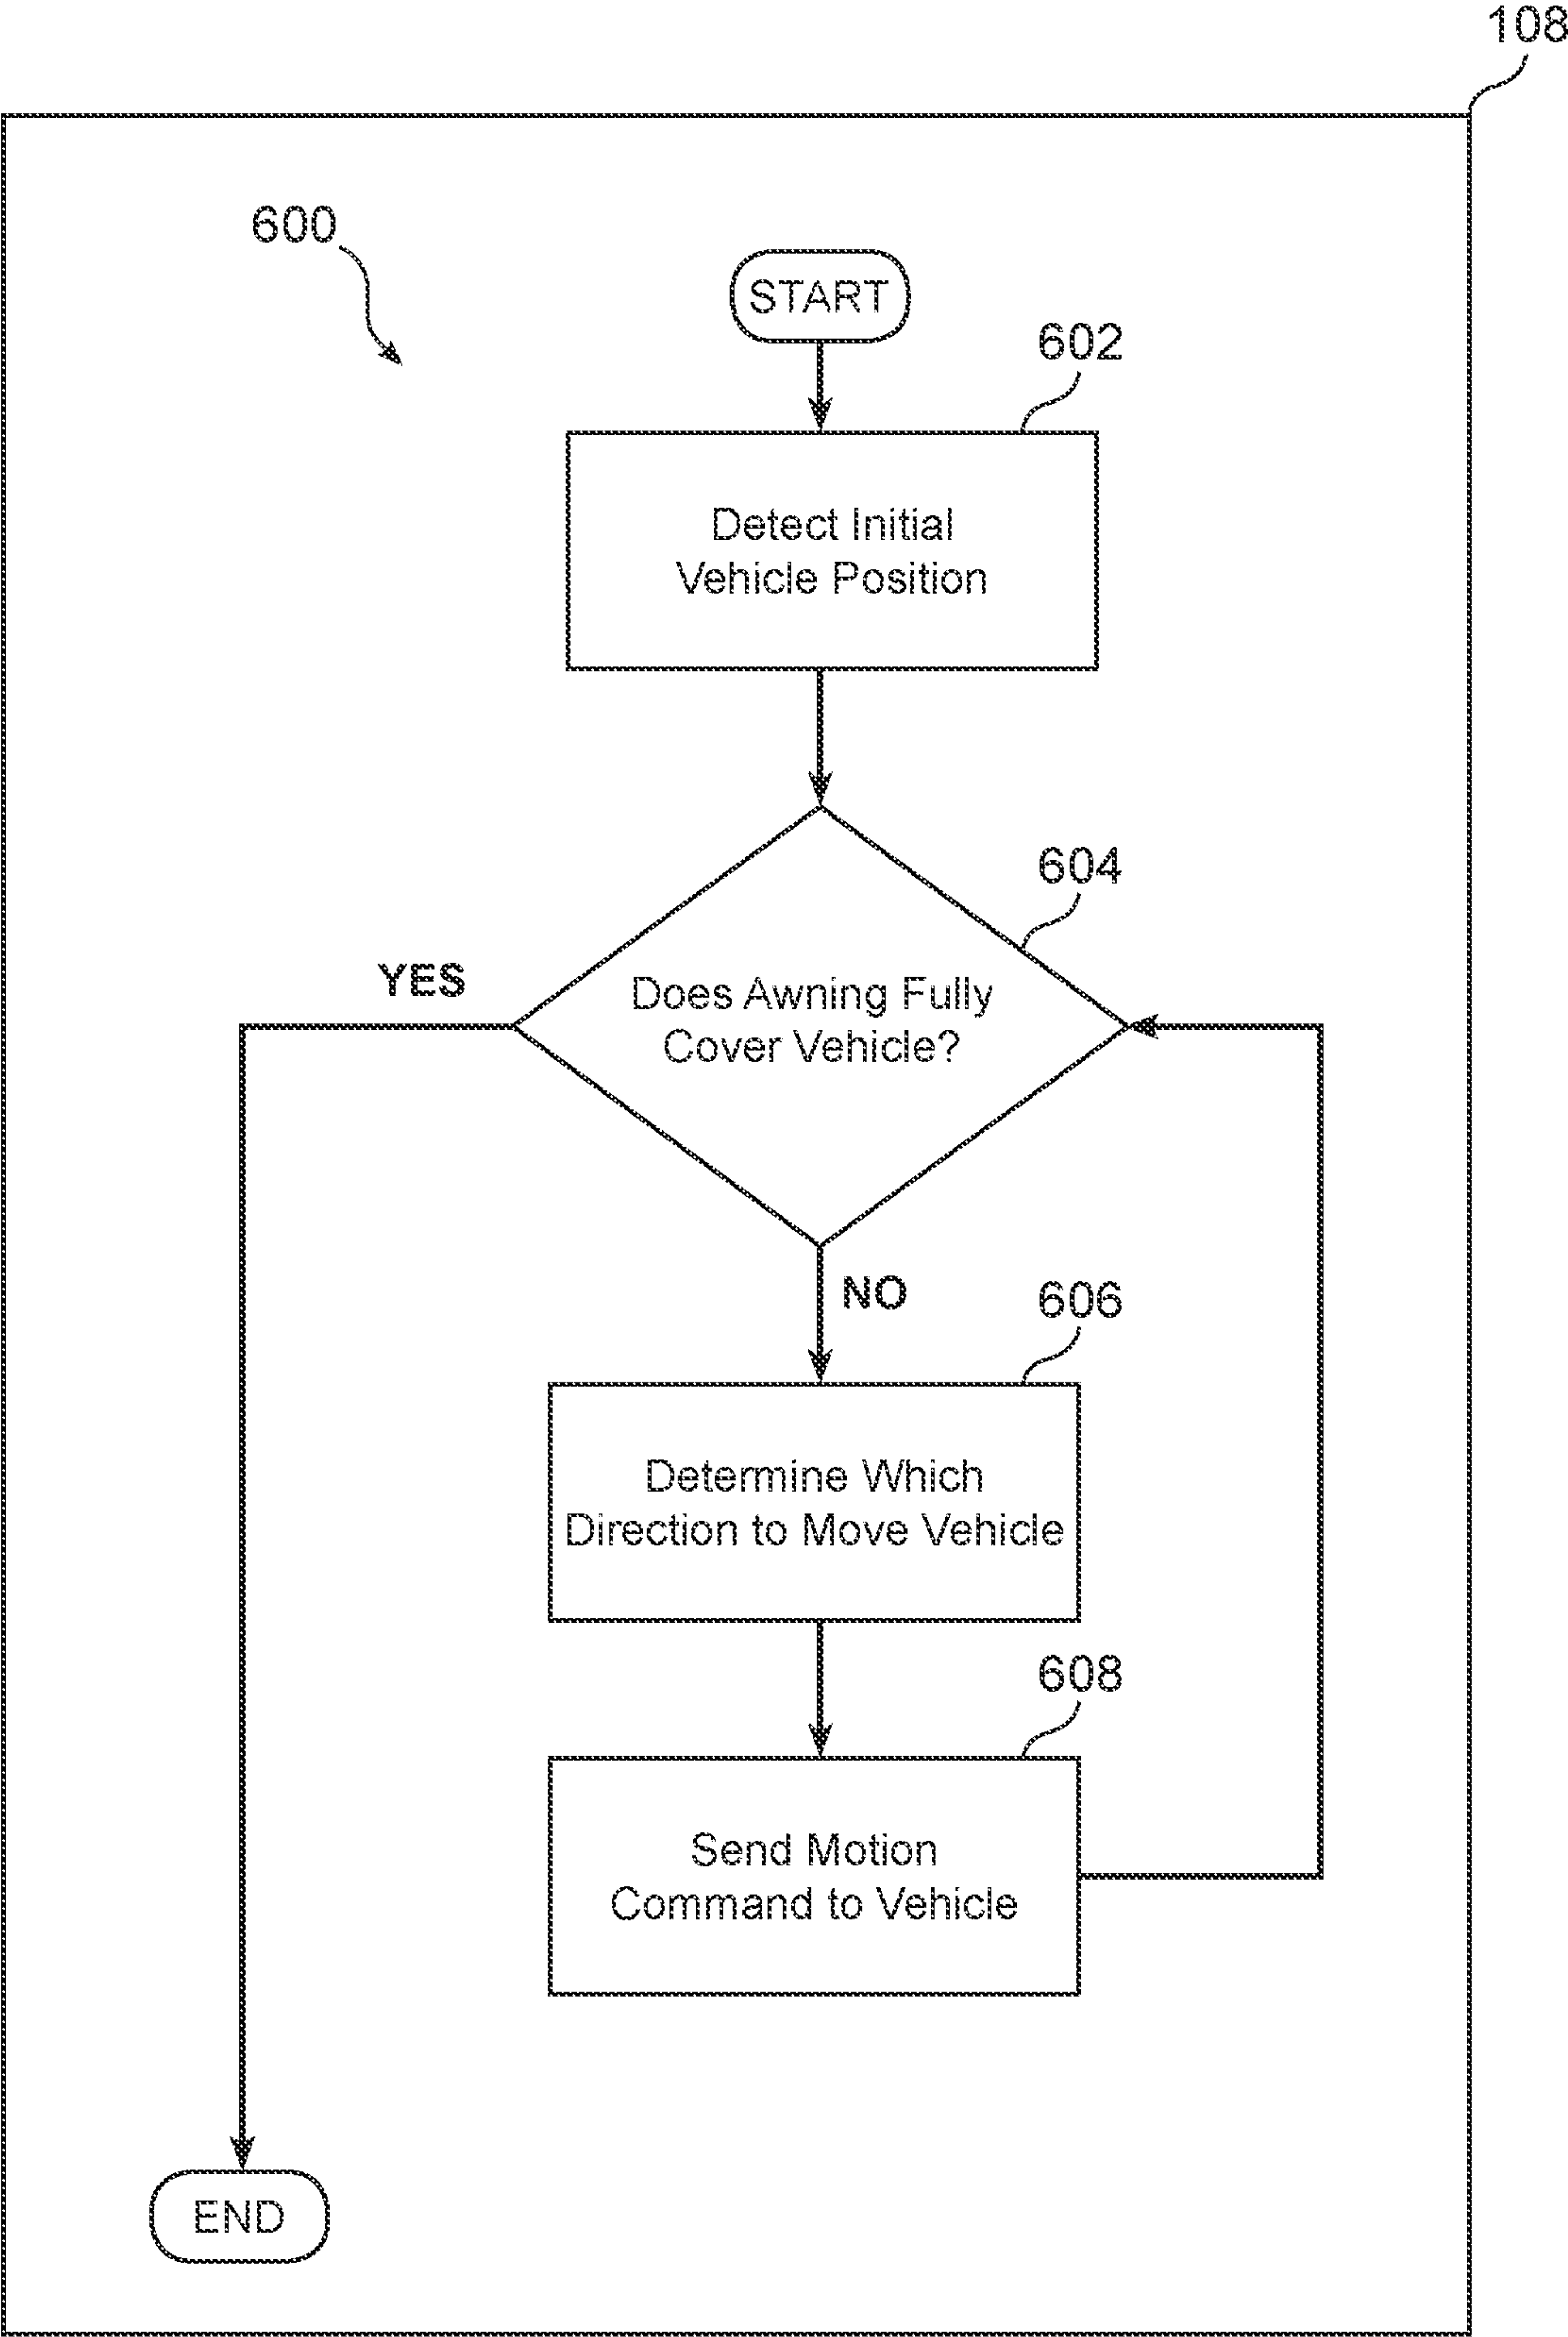 108
600
START
602
Detect Initial
Vehicle Position
604
YES
Does Awning Fully
Cover Vehicle?
NO
606
Determine Which
Direction to Move Vehicle
608
Send Motion
Command to Vehicle
END